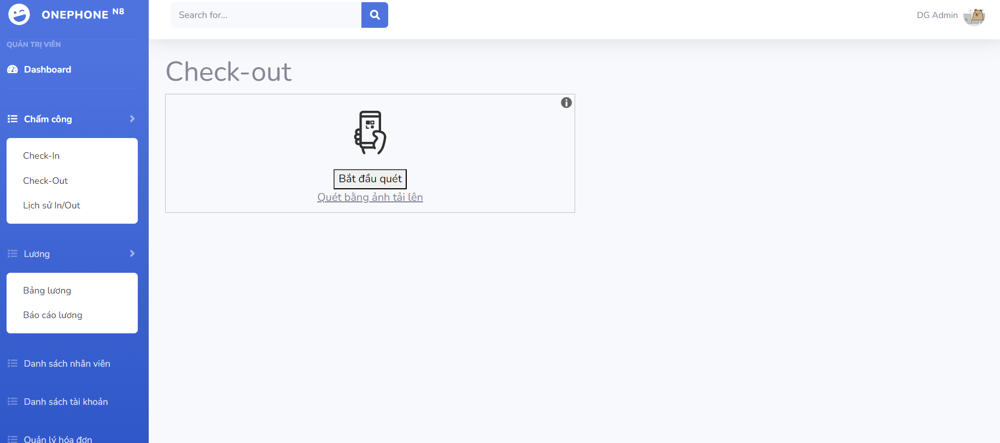 ONEPHONE N8
Search for...
DG Admin
QUẢN TRỊ VIÊN
Dashboard
Chấm công
Check-In
Check-Out
Lịch sử In/Out
Lương
Bảng lương
Báo cáo lương
Danh sách nhân viên
Danh sách tài khoản
Quản lý hóa đơn
Check-out
Bắt đầu quét
Quét bằng ảnh tải lên